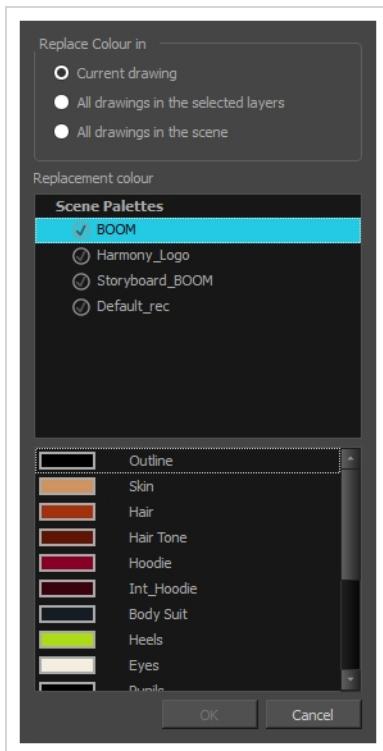 Replace Colour in
Current drawing
All drawings in the selected layers
All drawings in the scene
Replacement colour
Scene Palettes
BOOM
Harmony_Logo
Storyboard_BOOM
Default_rec
Outline
Skin
Hair
Hair Tone
Hoodie
Int_Hoodie
Body Suit
Heels
Eyes
Pupils
OK
Cancel